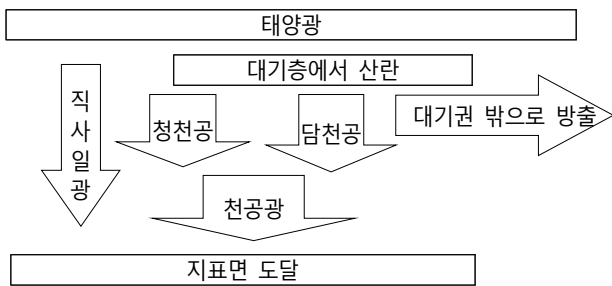 태양광
대기층에서 산란
직사일광
청천공
담천공
대기권 밖으로 방출
천공광
지표면 도달